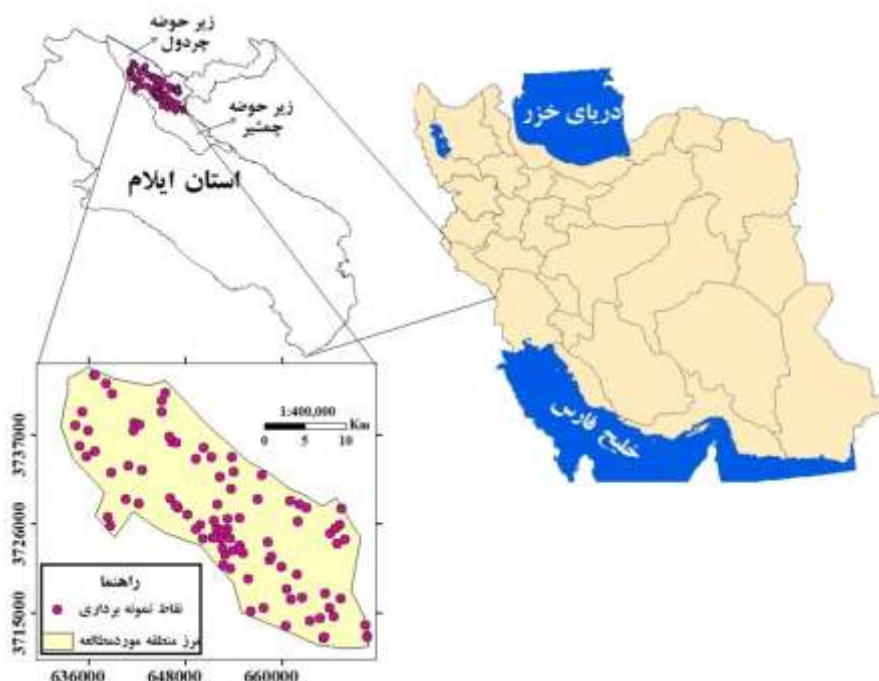 زیر حوضه
چردول
زیر حوضه
چمشیر
استان ایلام
دریای خزر
خلیج فارس
1:400,000
Km
0 5 10
3737000
3726000
3715000
راهنما
نقاط نمونه برداری
مرز منطقه موردمطالعه
636000 648000 660000